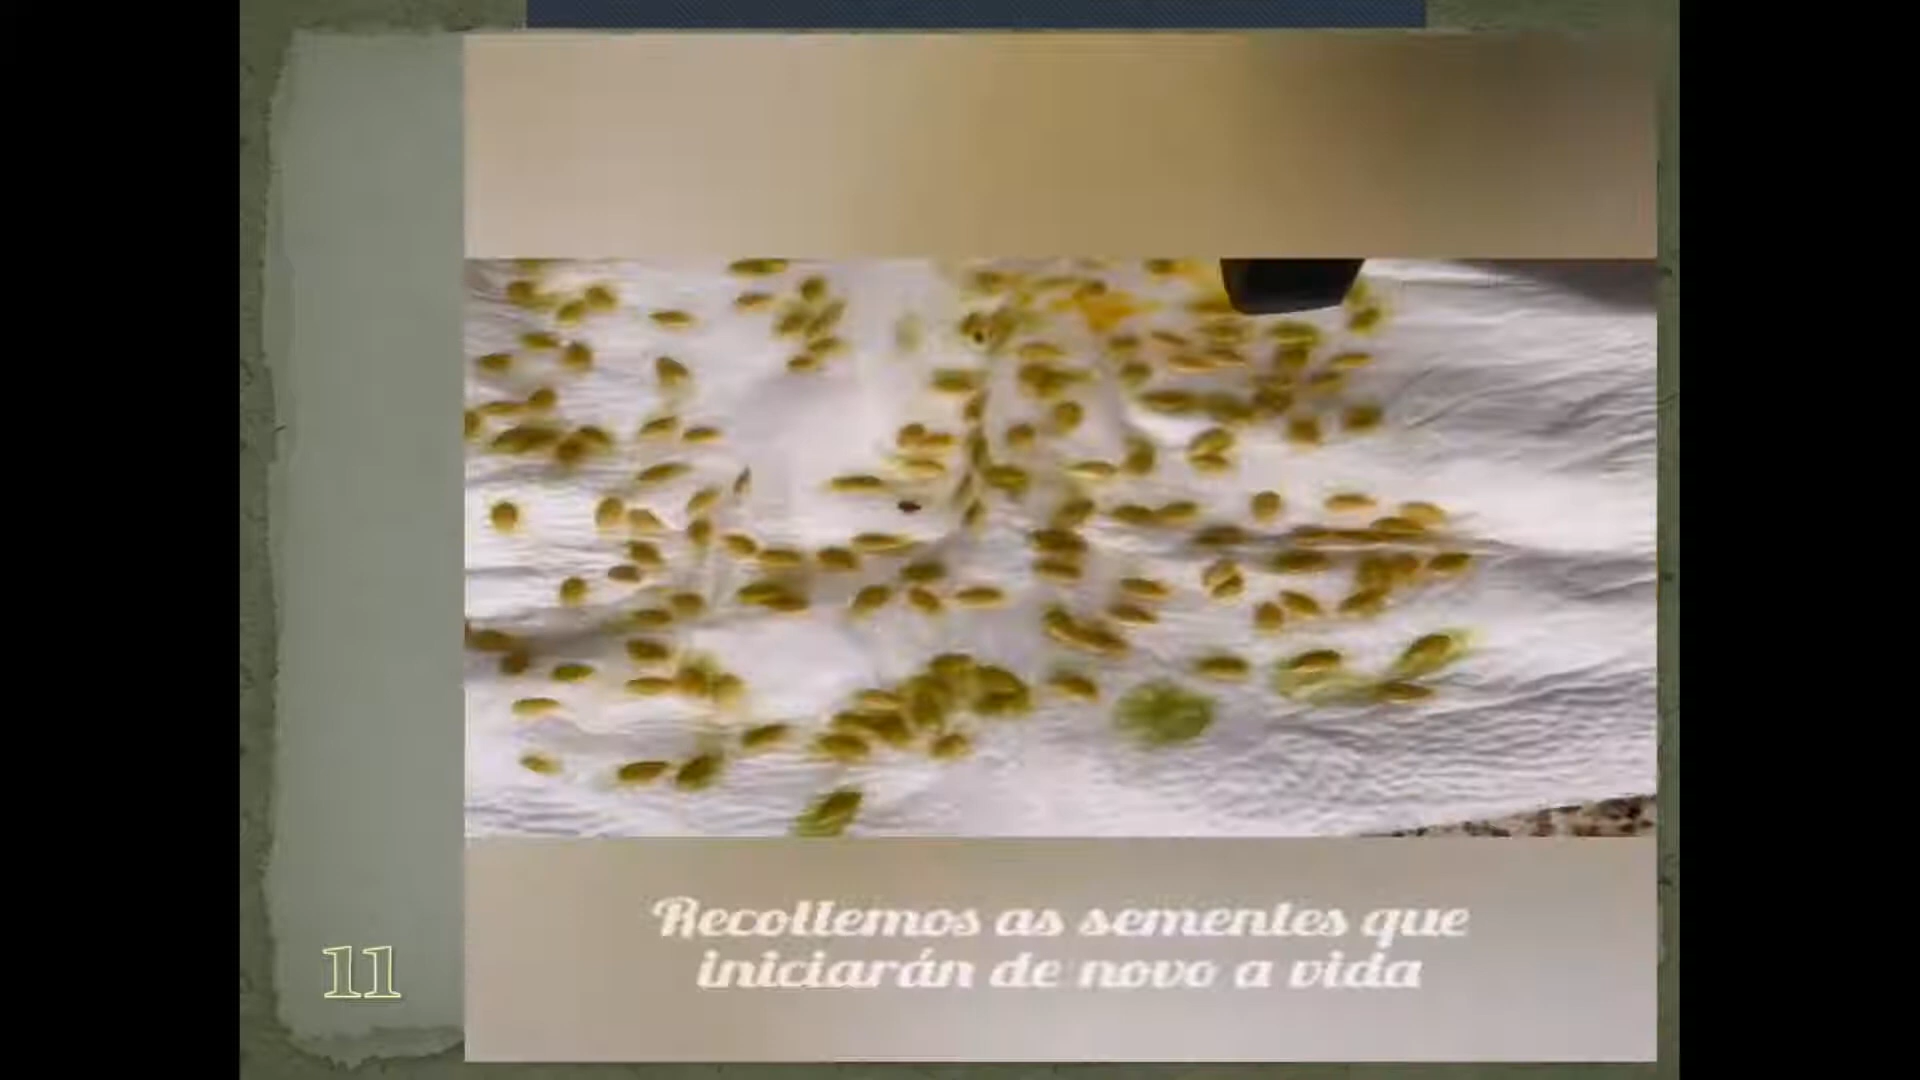 Recollemos as sementes que
iniciarán de novo a vida
11